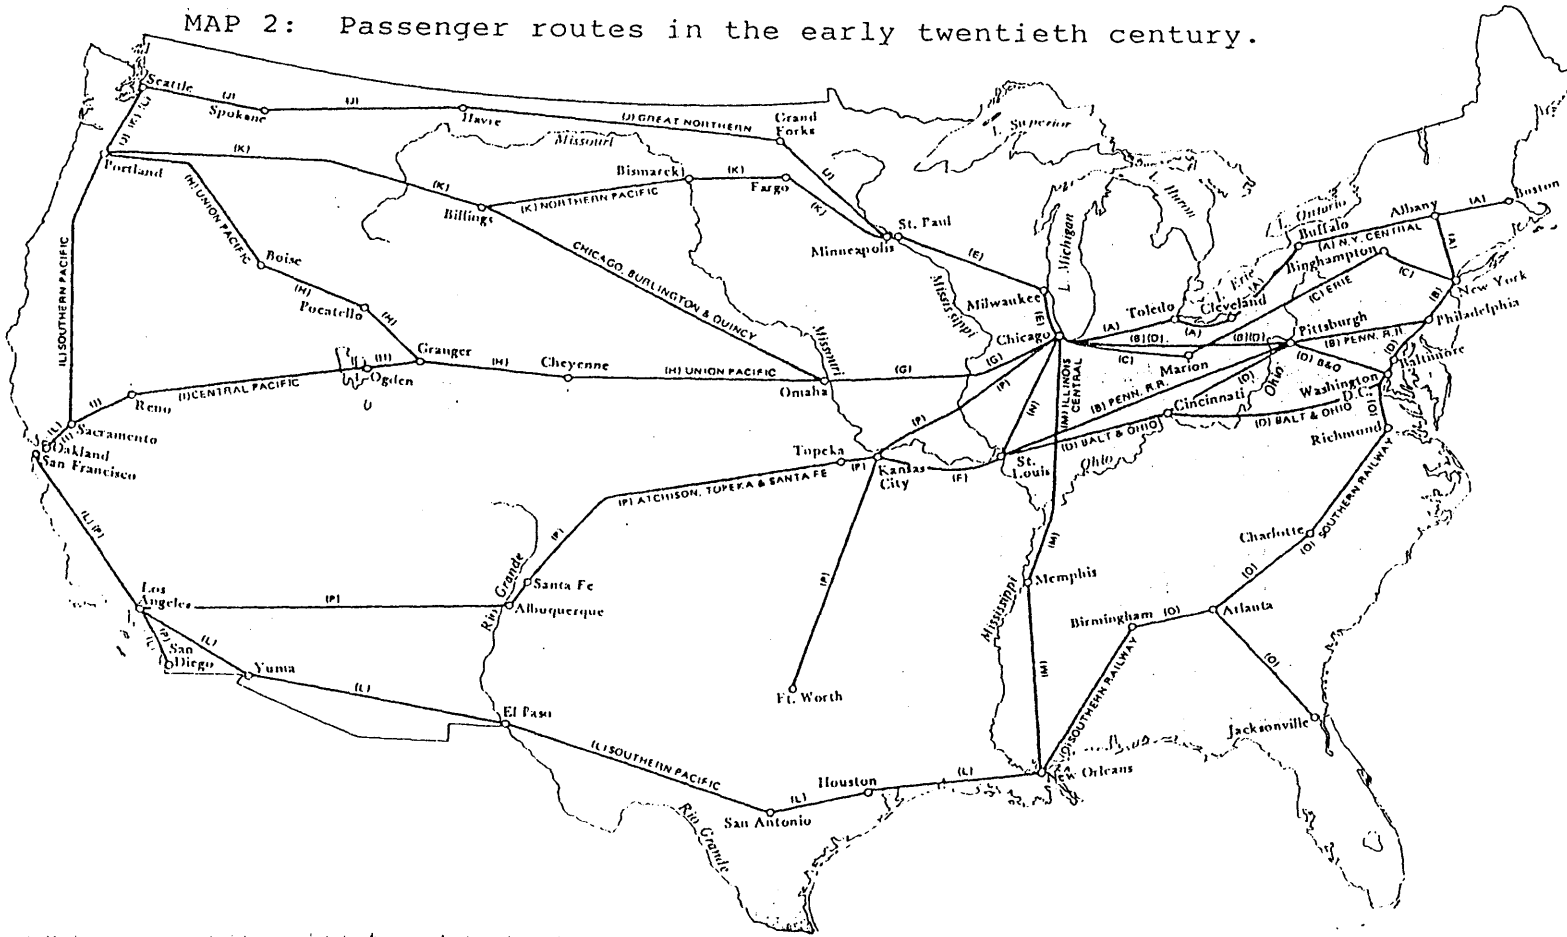 MAP 2: Passenger routes in the early twentieth century.
Seattle
(J)
Spokane
(J)
Havre
(J) GREAT NORTHERN
Grand
Forks
L. Superior
(J) (K) (L)
Portland
(K)
Missouri
Bismarck
(K)
Fargo
(J)
(K)
Billings
(K) NORTHERN PACIFIC
(K)
St. Paul
Minneapolis
(E)
L. Michigan
Huron
L. Ontario
Buffalo
Albany
(A)
Boston
(A) N.Y. CENTRAL
Binghampton
(A)
(C)
New York
(H) UNION PACIFIC
Boise
(H)
Pocatello
(H)
CHICAGO, BURLINGTON & QUINCY
Mississippi
Milwaukee
(E)
Chicago
Toledo
L. Erie
Cleveland
(A)
(A)
(A)
(C) ERIE
(B)
Philadelphia
Pittsburgh
(B) PENN. R.R.
(B)(D)
(B)(D)
(C)
Marion
(D) B&O
(D)
Baltimore
Washington
D.C.
(L) SOUTHERN PACIFIC
Granger
(H)
(H)
Cheyenne
(H) UNION PACIFIC
Missouri
Omaha
(G)
(G)
(P)
(I) CENTRAL PACIFIC
Ogden
(I)
Reno
(L)
(I)
Sacramento
Oakland
San Francisco
(N)
(M) ILLINOIS
CENTRAL
(B) PENN. R.R.
(D)
Ohio
Cincinnati
(D) BALT & OHIO
(D) BALT & OHIO
(O)
Richmond
Topeka
(P)
(P)
Kansas
City
(F)
St.
Louis
Ohio
(P) ATCHISON, TOPEKA & SANTA FE
(L) (P)
(P)
Rio Grande
Santa Fe
Albuquerque
(P)
Los
Angeles
(P)
(L)
(L)
San
Diego
Yuma
(L)
El Paso
(P)
Ft. Worth
(M)
Memphis
Mississippi
(M)
Charlotte
(O) SOUTHERN RAILWAY
(O)
Birmingham
(O)
Atlanta
(O)
Jacksonville
(O) SOUTHERN RAILWAY
New Orleans
(L) SOUTHERN PACIFIC
Houston
(L)
(L)
San Antonio
Rio Grande